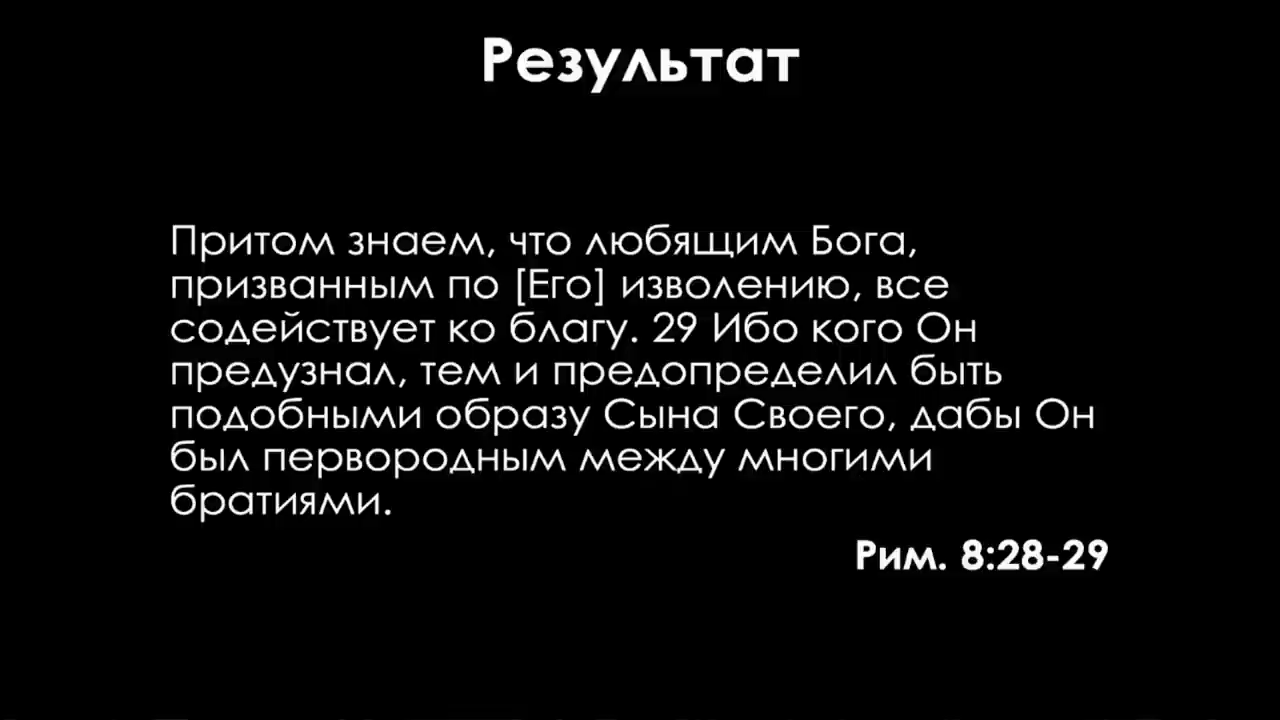 Результат
Притом знаем, что любящим Бога,
призванным по [Его] изволению, все
содействует ко благу. 29 Ибо кого Он
предузнал, тем и предопределил быть
подобными образу Сына Своего, дабы Он
был первородным между многими
братиями.
Рим. 8:28-29